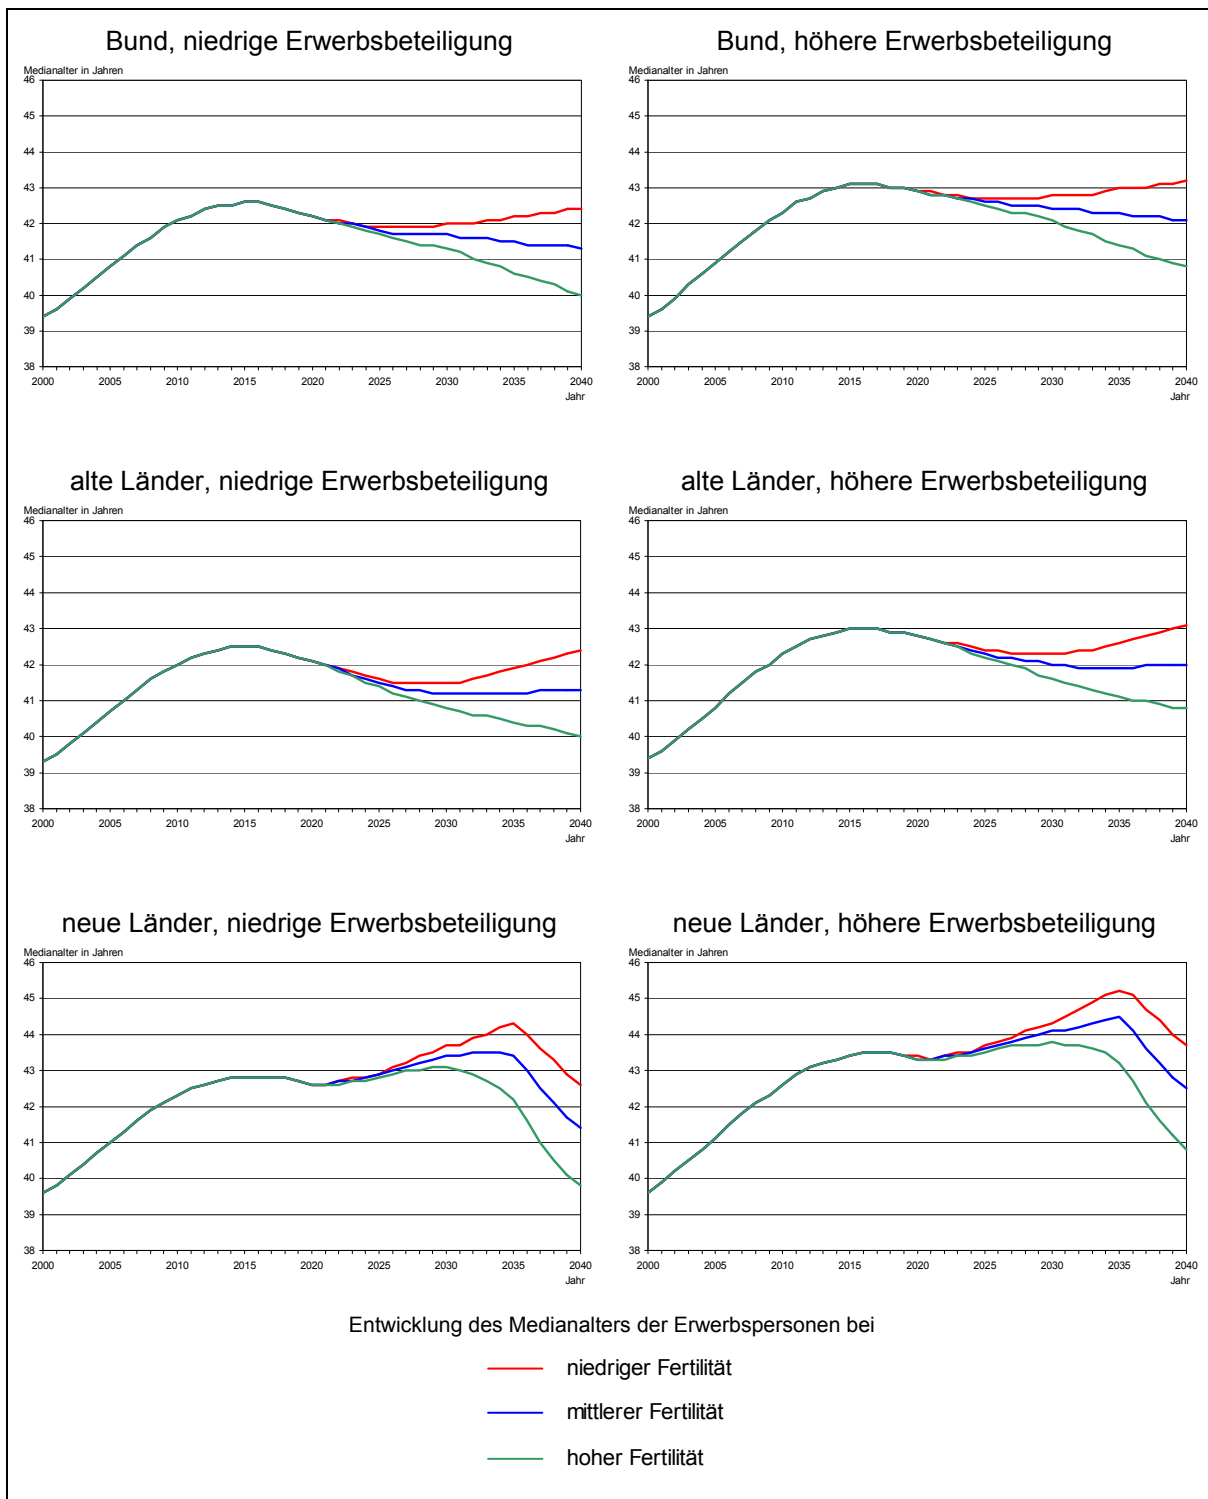 Bund, niedrige Erwerbsbeteiligung
Medianalter in Jahren
46
45
44
43
42
41
40
39
38
2000 2005 2010 2015 2020 2025 2030 2035 2040
Jahr
Bund, höhere Erwerbsbeteiligung
Medianalter in Jahren
46
45
44
43
42
41
40
39
38
2000 2005 2010 2015 2020 2025 2030 2035 2040
Jahr
alte Länder, niedrige Erwerbsbeteiligung
Medianalter in Jahren
46
45
44
43
42
41
40
39
38
2000 2005 2010 2015 2020 2025 2030 2035 2040
Jahr
alte Länder, höhere Erwerbsbeteiligung
Medianalter in Jahren
46
45
44
43
42
41
40
39
38
2000 2005 2010 2015 2020 2025 2030 2035 2040
Jahr
neue Länder, niedrige Erwerbsbeteiligung
Medianalter in Jahren
46
45
44
43
42
41
40
39
38
2000 2005 2010 2015 2020 2025 2030 2035 2040
Jahr
neue Länder, höhere Erwerbsbeteiligung
Medianalter in Jahren
46
45
44
43
42
41
40
39
38
2000 2005 2010 2015 2020 2025 2030 2035 2040
Jahr
Entwicklung des Medianalters der Erwerbspersonen bei
niedriger Fertilität
mittlerer Fertilität
hoher Fertilität